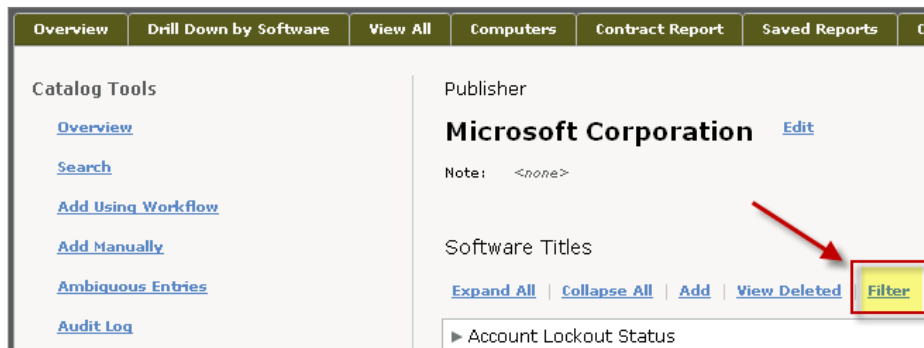 Overview Drill Down by Software View All Computers Contract Report Saved Reports
Catalog Tools
Overview
Search
Add Using Workflow
Add Manually
Ambiguous Entries
Audit Log
Publisher
Microsoft Corporation Edit
Note: <none>
Software Titles
Expand All | Collapse All | Add | View Deleted | Filter
Account Lockout Status